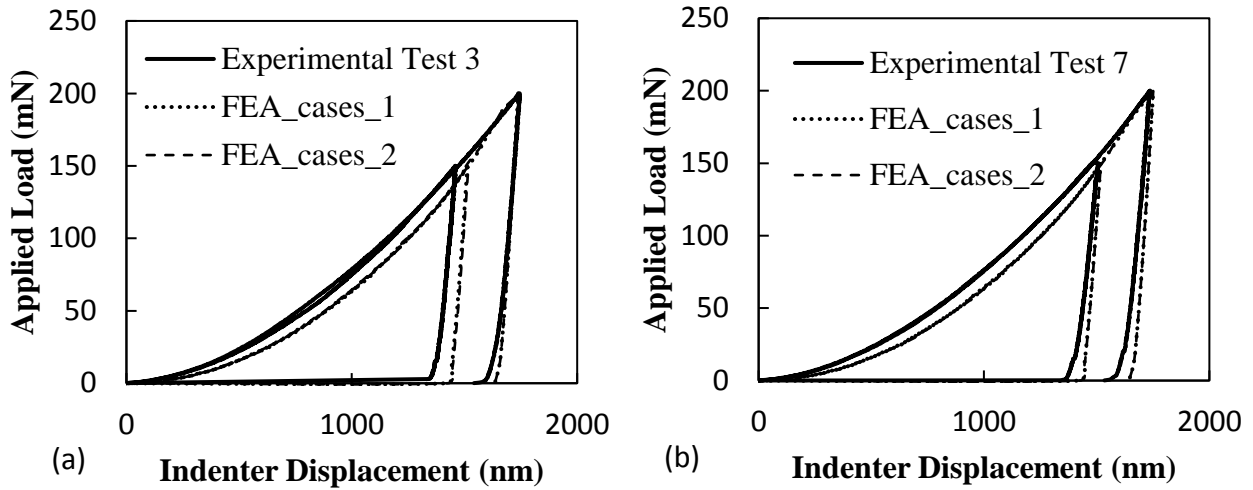 250
200
150
100
50
0
Applied Load (mN)
Experimental Test 3
FEA_cases_1
FEA_cases_2
0
1000
2000
(a)
Indenter Displacement (nm)
250
200
150
100
50
0
Applied Load (mN)
Experimental Test 7
FEA_cases_1
FEA_cases_2
0
1000
2000
(b)
Indenter Displacement (nm)